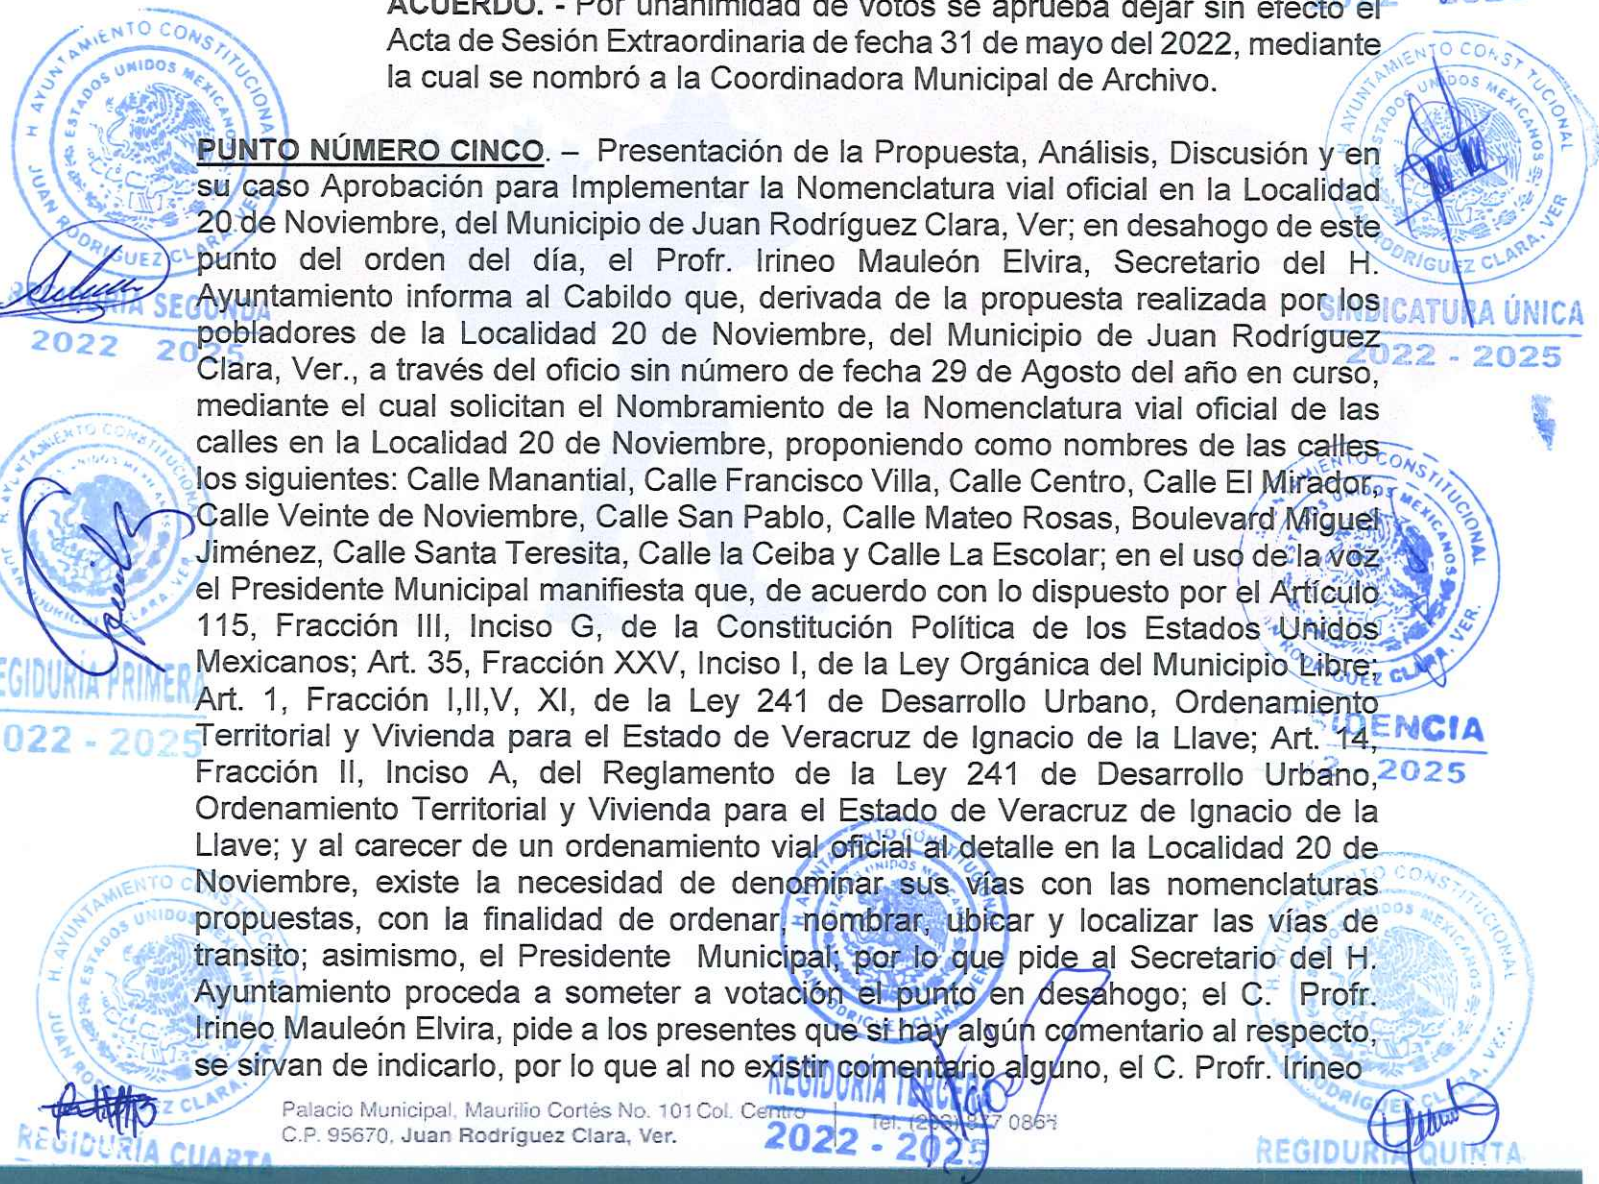 ACUERDO. - Por unanimidad de votos se aprueba dejar sin efecto el
Acta de Sesión Extraordinaria de fecha 31 de mayo del 2022, mediante
la cual se nombró a la Coordinadora Municipal de Archivo.
PUNTO NÚMERO CINCO. – Presentación de la Propuesta, Análisis, Discusión y en
su caso Aprobación para Implementar la Nomenclatura vial oficial en la Localidad
20 de Noviembre, del Municipio de Juan Rodríguez Clara, Ver; en desahogo de este
punto del orden del día, el Profr. Irineo Mauleón Elvira, Secretario del H.
Ayuntamiento informa al Cabildo que, derivada de la propuesta realizada por los
pobladores de la Localidad 20 de Noviembre, del Municipio de Juan Rodríguez
Clara, Ver., a través del oficio sin número de fecha 29 de Agosto del año en curso,
mediante el cual solicitan el Nombramiento de la Nomenclatura vial oficial de las
calles en la Localidad 20 de Noviembre, proponiendo como nombres de las calles
los siguientes: Calle Manantial, Calle Francisco Villa, Calle Centro, Calle El Mirador,
Calle Veinte de Noviembre, Calle San Pablo, Calle Mateo Rosas, Boulevard Miguel
Jiménez, Calle Santa Teresita, Calle la Ceiba y Calle La Escolar; en el uso de la voz
el Presidente Municipal manifiesta que, de acuerdo con lo dispuesto por el Artículo
115, Fracción III, Inciso G, de la Constitución Política de los Estados Unidos
Mexicanos; Art. 35, Fracción XXV, Inciso I, de la Ley Orgánica del Municipio Libre;
Art. 1, Fracción I,II,V, XI, de la Ley 241 de Desarrollo Urbano, Ordenamiento
Territorial y Vivienda para el Estado de Veracruz de Ignacio de la Llave; Art. 14,
Fracción II, Inciso A, del Reglamento de la Ley 241 de Desarrollo Urbano,
Ordenamiento Territorial y Vivienda para el Estado de Veracruz de Ignacio de la
Llave; y al carecer de un ordenamiento vial oficial al detalle en la Localidad 20 de
Noviembre, existe la necesidad de denominar sus vías con las nomenclaturas
propuestas, con la finalidad de ordenar, nombrar, ubicar y localizar las vías de
transito; asimismo, el Presidente Municipal; por lo que pide al Secretario del H.
Ayuntamiento proceda a someter a votación el punto en desahogo; el C. Profr.
Irineo Mauleón Elvira, pide a los presentes que si hay algún comentario al respecto,
se sirvan de indicarlo, por lo que al no existir comentario alguno, el C. Profr. Irineo
Palacio Municipal, Maurilio Cortés No. 101 Col. Centro
C.P. 95670, Juan Rodríguez Clara, Ver.
H AYUNTAMIENTO CONSTITUCIONAL
ESTADOS UNIDOS MEXICANOS
JUAN RODRIGUEZ CLARA, VER
REGIDURÍA SEGUNDA
2022 2025
SINDICATURA ÚNICA
2022 - 2025
REGIDURÍA PRIMERA
2022 - 2025
2025
REGIDURÍA TERCERA
2022 - 2025
REGIDURÍA CUARTA
REGIDURÍA QUINTA